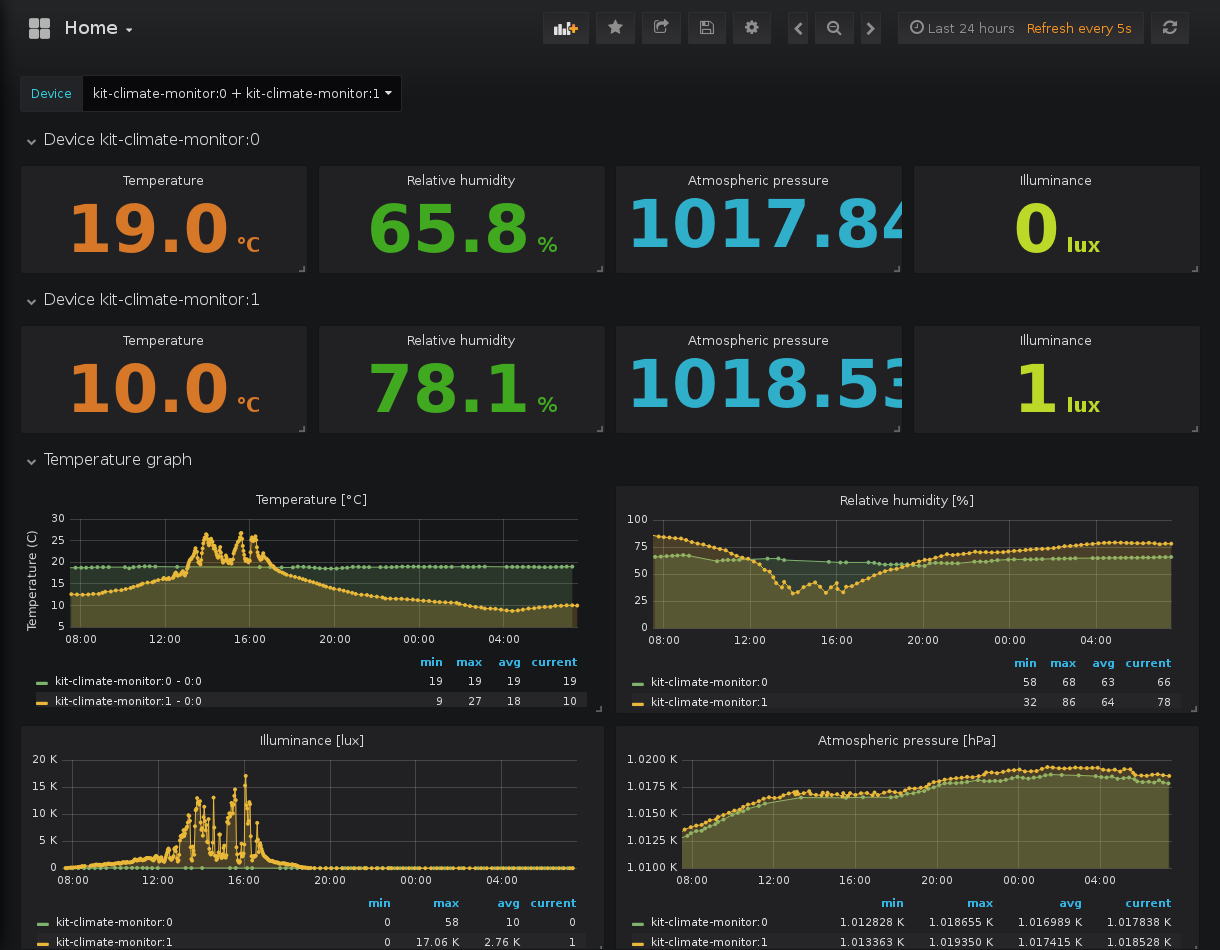 Home
Last 24 hours Refresh every 5s
Device kit-climate-monitor:0 + kit-climate-monitor:1
Device kit-climate-monitor:0
Temperature Relative humidity Atmospheric pressure Illuminance
19.0 °C 65.8 % 1017.84 0 lux
Device kit-climate-monitor:1
Temperature Relative humidity Atmospheric pressure Illuminance
10.0 °C 78.1 % 1018.53 1 lux
Temperature graph
Temperature [°C]
Temperature (C)
30
25
20
15
10
5
08:00 12:00 16:00 20:00 00:00 04:00
min max avg current
kit-climate-monitor:0 - 0:0 19 19 19 19
kit-climate-monitor:1 - 0:0 9 27 18 10
Relative humidity [%]
100
75
50
25
0
08:00 12:00 16:00 20:00 00:00 04:00
min max avg current
kit-climate-monitor:0 58 68 63 66
kit-climate-monitor:1 32 86 64 78
Illuminance [lux]
20 K
15 K
10 K
5 K
0
08:00 12:00 16:00 20:00 00:00 04:00
min max avg current
kit-climate-monitor:0 0 58 10 0
kit-climate-monitor:1 0 17.06 K 2.76 K 1
Atmospheric pressure [hPa]
1.0200 K
1.0175 K
1.0150 K
1.0125 K
1.0100 K
08:00 12:00 16:00 20:00 00:00 04:00
min max avg current
kit-climate-monitor:0 1.012828 K 1.018655 K 1.016989 K 1.017838 K
kit-climate-monitor:1 1.013363 K 1.019350 K 1.017415 K 1.018528 K